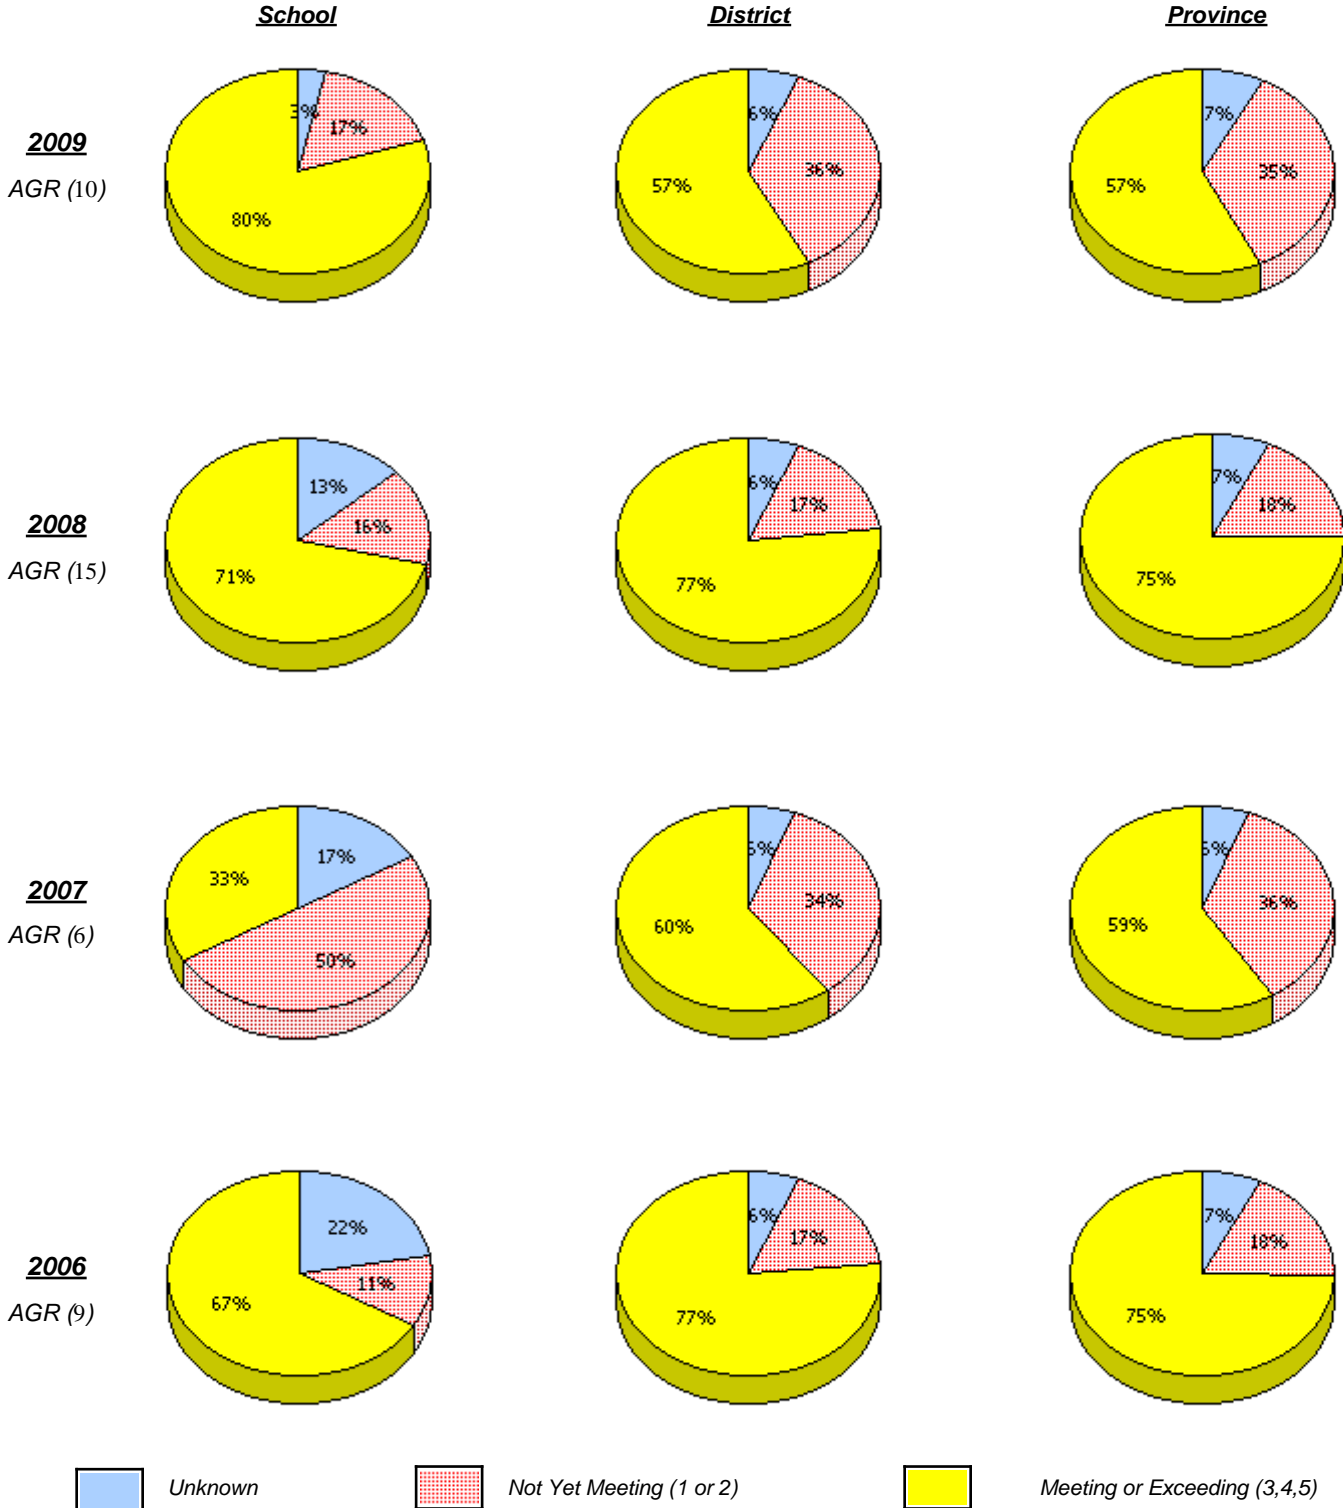 School District Province
2009
AGR (10)
3% 17% 80%
6% 36% 57%
7% 35% 57%
2008
AGR (15)
13% 16% 71%
6% 17% 77%
7% 18% 75%
2007
AGR (6)
17% 50% 33%
34% 60%
36% 59%
2006
AGR (9)
22% 11% 67%
6% 17% 77%
7% 18% 75%
Unknown Not Yet Meeting (1 or 2) Meeting or Exceeding (3,4,5)